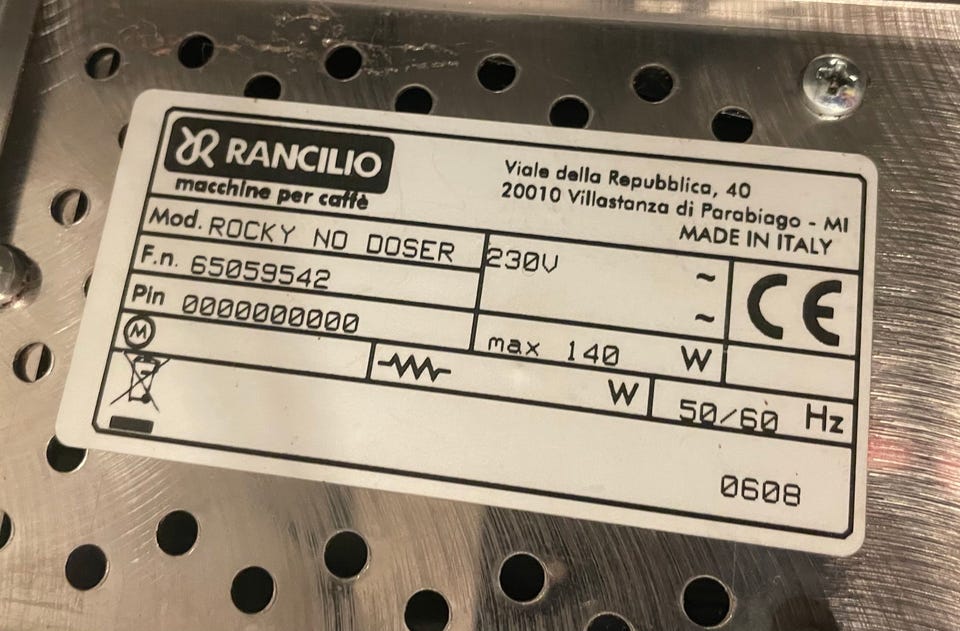 RANCILIO
macchine per caffè
Viale della Repubblica, 40
20010 Villastanza di Parabiago - MI
MADE IN ITALY
Mod. ROCKY NO DOSER
230V ~
~
CE
F.n. 65059542
Pin 0000000000
max 140 W
M
W
50/60 Hz
0608